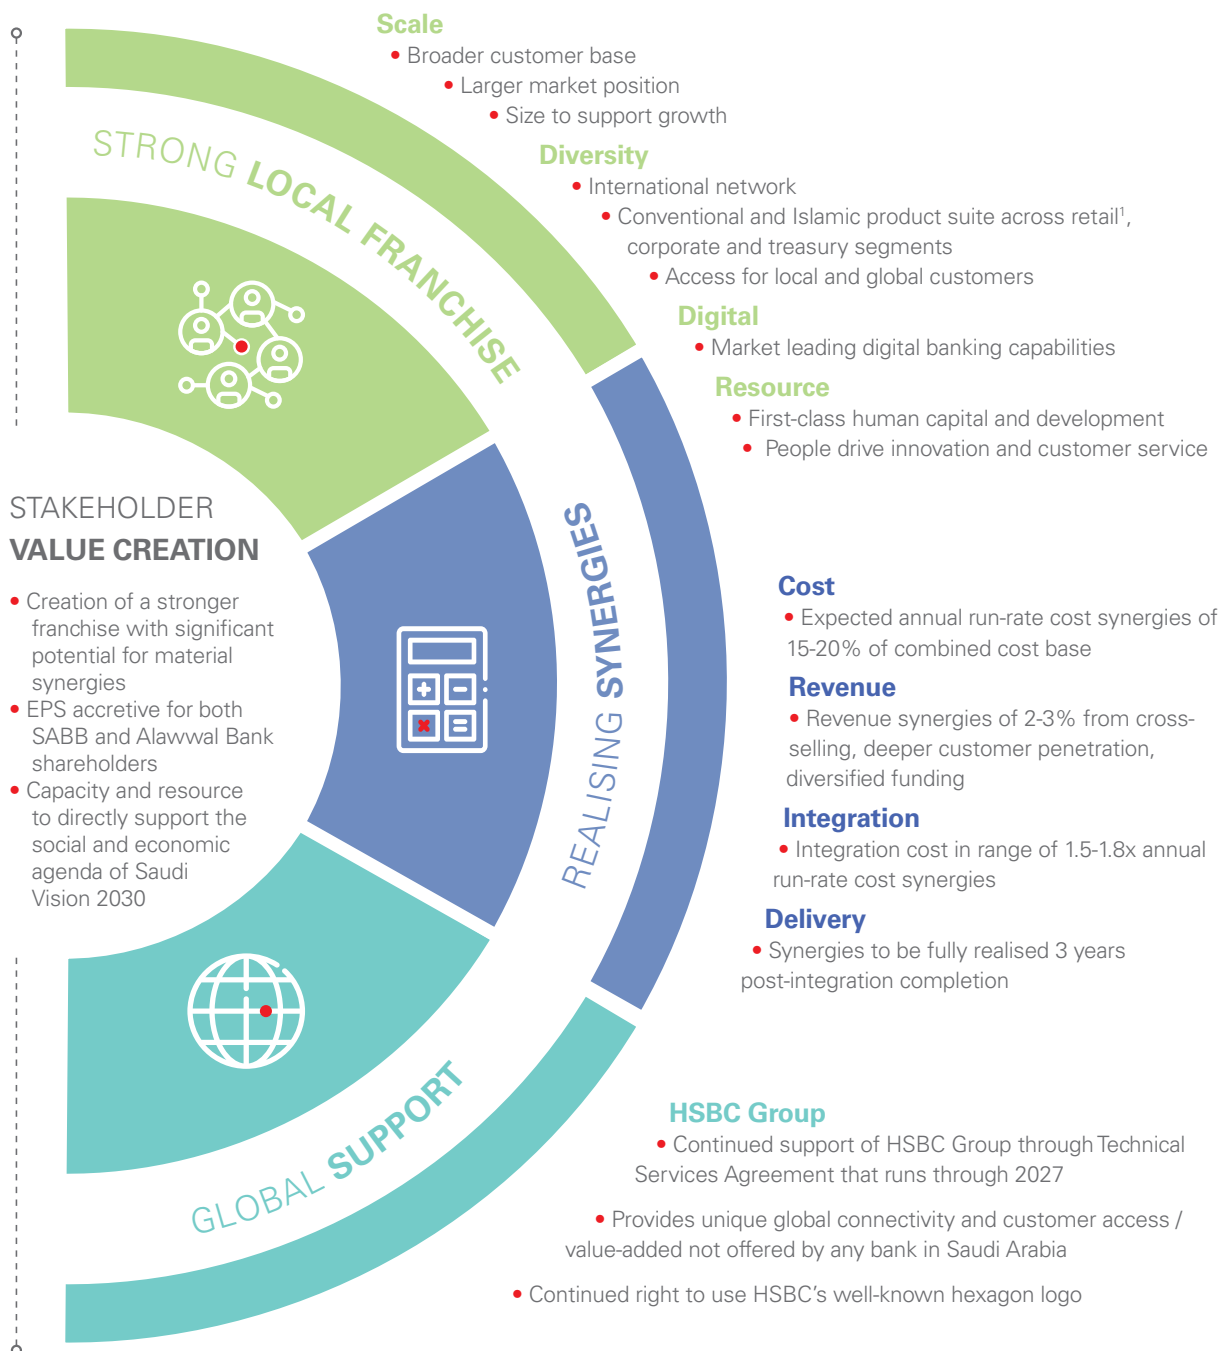 Scale
• Broader customer base
• Larger market position
• Size to support growth
Diversity
• International network
• Conventional and Islamic product suite across retail¹,
corporate and treasury segments
• Access for local and global customers
Digital
• Market leading digital banking capabilities
Resource
• First-class human capital and development
• People drive innovation and customer service
STRONG LOCAL FRANCHISE
STAKEHOLDER
VALUE CREATION
• Creation of a stronger
franchise with significant
potential for material
synergies
• EPS accretive for both
SABB and Alawwal Bank
shareholders
• Capacity and resource
to directly support the
social and economic
agenda of Saudi
Vision 2030
REALISING SYNERGIES
Cost
• Expected annual run-rate cost synergies of
15-20% of combined cost base
Revenue
• Revenue synergies of 2-3% from cross-
selling, deeper customer penetration,
diversified funding
Integration
• Integration cost in range of 1.5-1.8x annual
run-rate cost synergies
Delivery
• Synergies to be fully realised 3 years
post-integration completion
GLOBAL SUPPORT
HSBC Group
• Continued support of HSBC Group through Technical
Services Agreement that runs through 2027
• Provides unique global connectivity and customer access /
value-added not offered by any bank in Saudi Arabia
• Continued right to use HSBC’s well-known hexagon logo